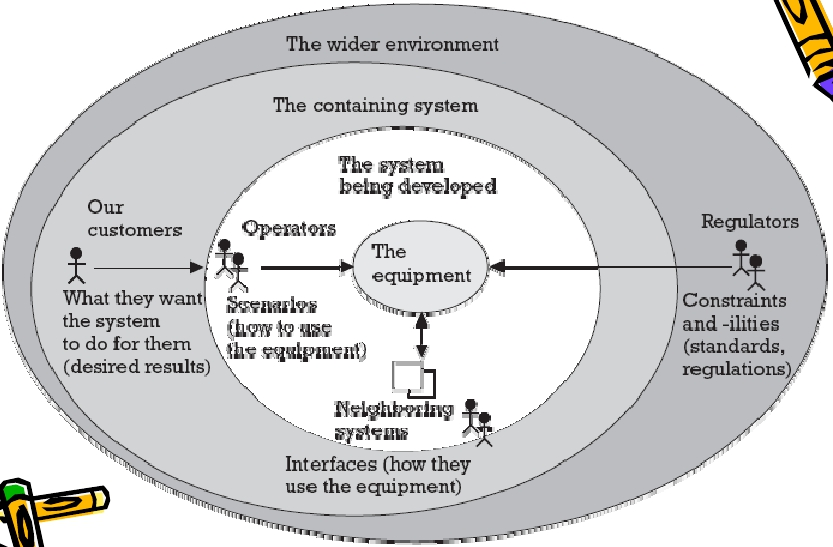 The wider environment
The containing system
The system
being developed
Our
customers
Operators
The
equipment
Regulators
What they want
the system
to do for them
(desired results)
Scenarios
(how to use
the equipment)
Constraints
and -ilities
(standards,
regulations)
Neighboring
systems
Interfaces (how they
use the equipment)